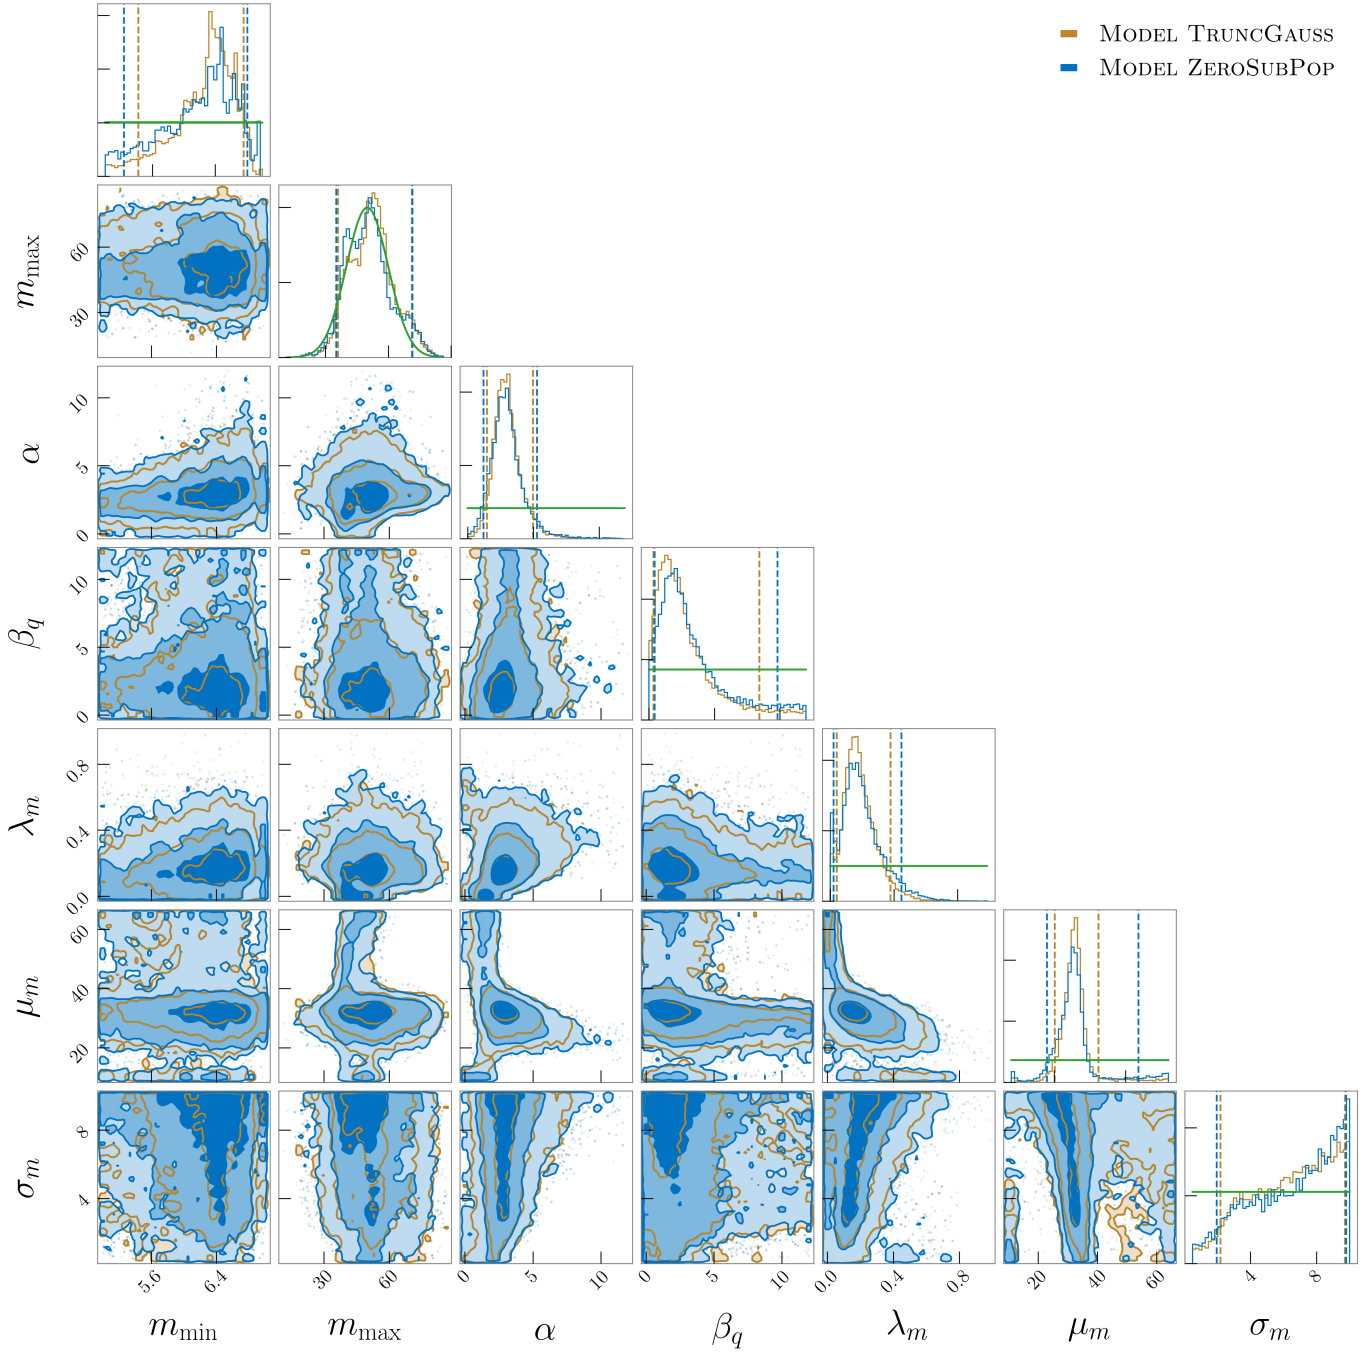 MODEL TRUNCGAUSS
MODEL ZEROSUBPOP
m_max
60
30
α
10
5
0
β_q
10
5
0
λ_m
0.8
0.4
0.0
μ_m
60
40
20
σ_m
8
4
5.6 6.4 30 60 0 5 10 0 5 10 0.0 0.4 0.8 20 40 60 4 8
m_min m_max α β_q λ_m μ_m σ_m